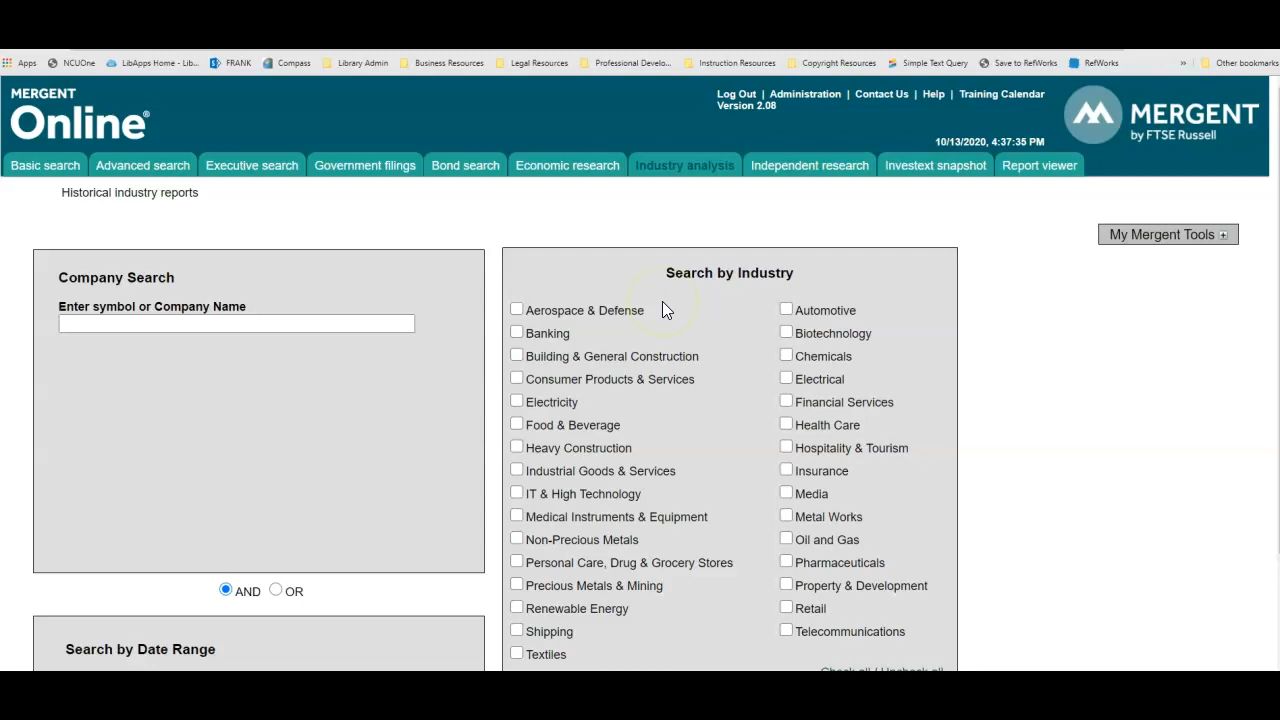 Apps NCUOne LibApps Home - Lib... FRANK Compass Library Admin Business Resources Legal Resources Professional Develo... Instruction Resources Copyright Resources Simple Text Query Save to RefWorks RefWorks » Other bookmarks
MERGENT
Online®
Log Out | Administration | Contact Us | Help | Training Calendar
Version 2.08
10/13/2020, 4:37:35 PM
MERGENT
by FTSE Russell
Basic search Advanced search Executive search Government filings Bond search Economic research Industry analysis Independent research Investext snapshot Report viewer
Historical industry reports
My Mergent Tools +
Company Search
Enter symbol or Company Name
AND OR
Search by Date Range
Search by Industry
Aerospace & Defense Automotive
Banking Biotechnology
Building & General Construction Chemicals
Consumer Products & Services Electrical
Electricity Financial Services
Food & Beverage Health Care
Heavy Construction Hospitality & Tourism
Industrial Goods & Services Insurance
IT & High Technology Media
Medical Instruments & Equipment Metal Works
Non-Precious Metals Oil and Gas
Personal Care, Drug & Grocery Stores Pharmaceuticals
Precious Metals & Mining Property & Development
Renewable Energy Retail
Shipping Telecommunications
Textiles
Check all / Uncheck all